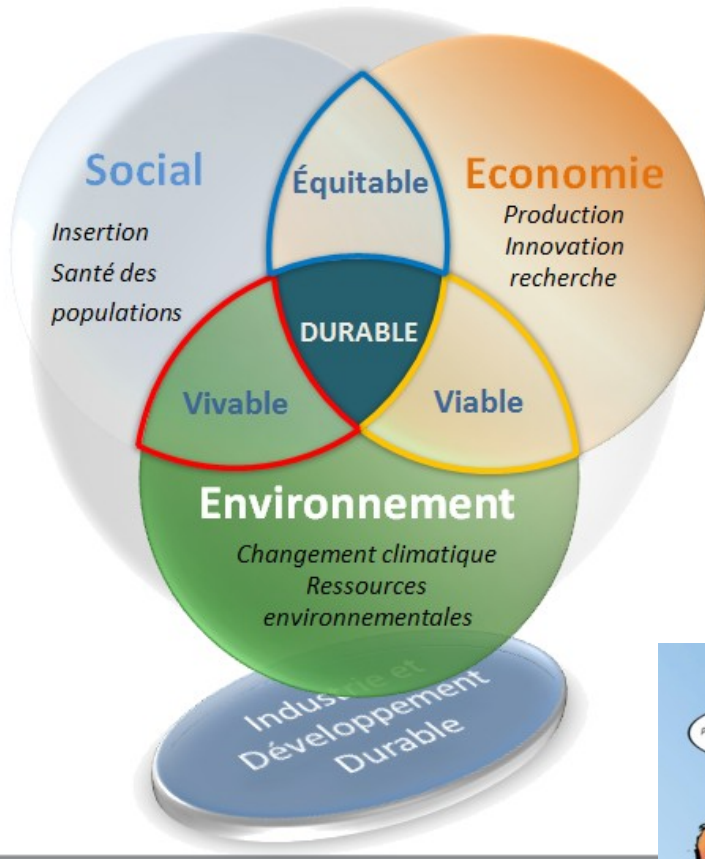 Social
Insertion
Santé des
populations
Équitable
Economie
Production
Innovation
recherche
DURABLE
Vivable
Viable
Environnement
Changement climatique
Ressources
environnementales
Industrie et
Développement
Durable